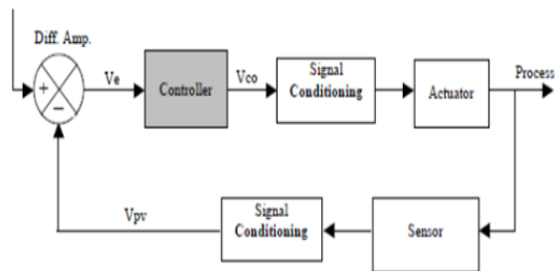 Diff. Amp.
+
−
Ve
Controller
Vco
Signal
Conditioning
Actuator
Process
Vpv
Signal
Conditioning
Sensor